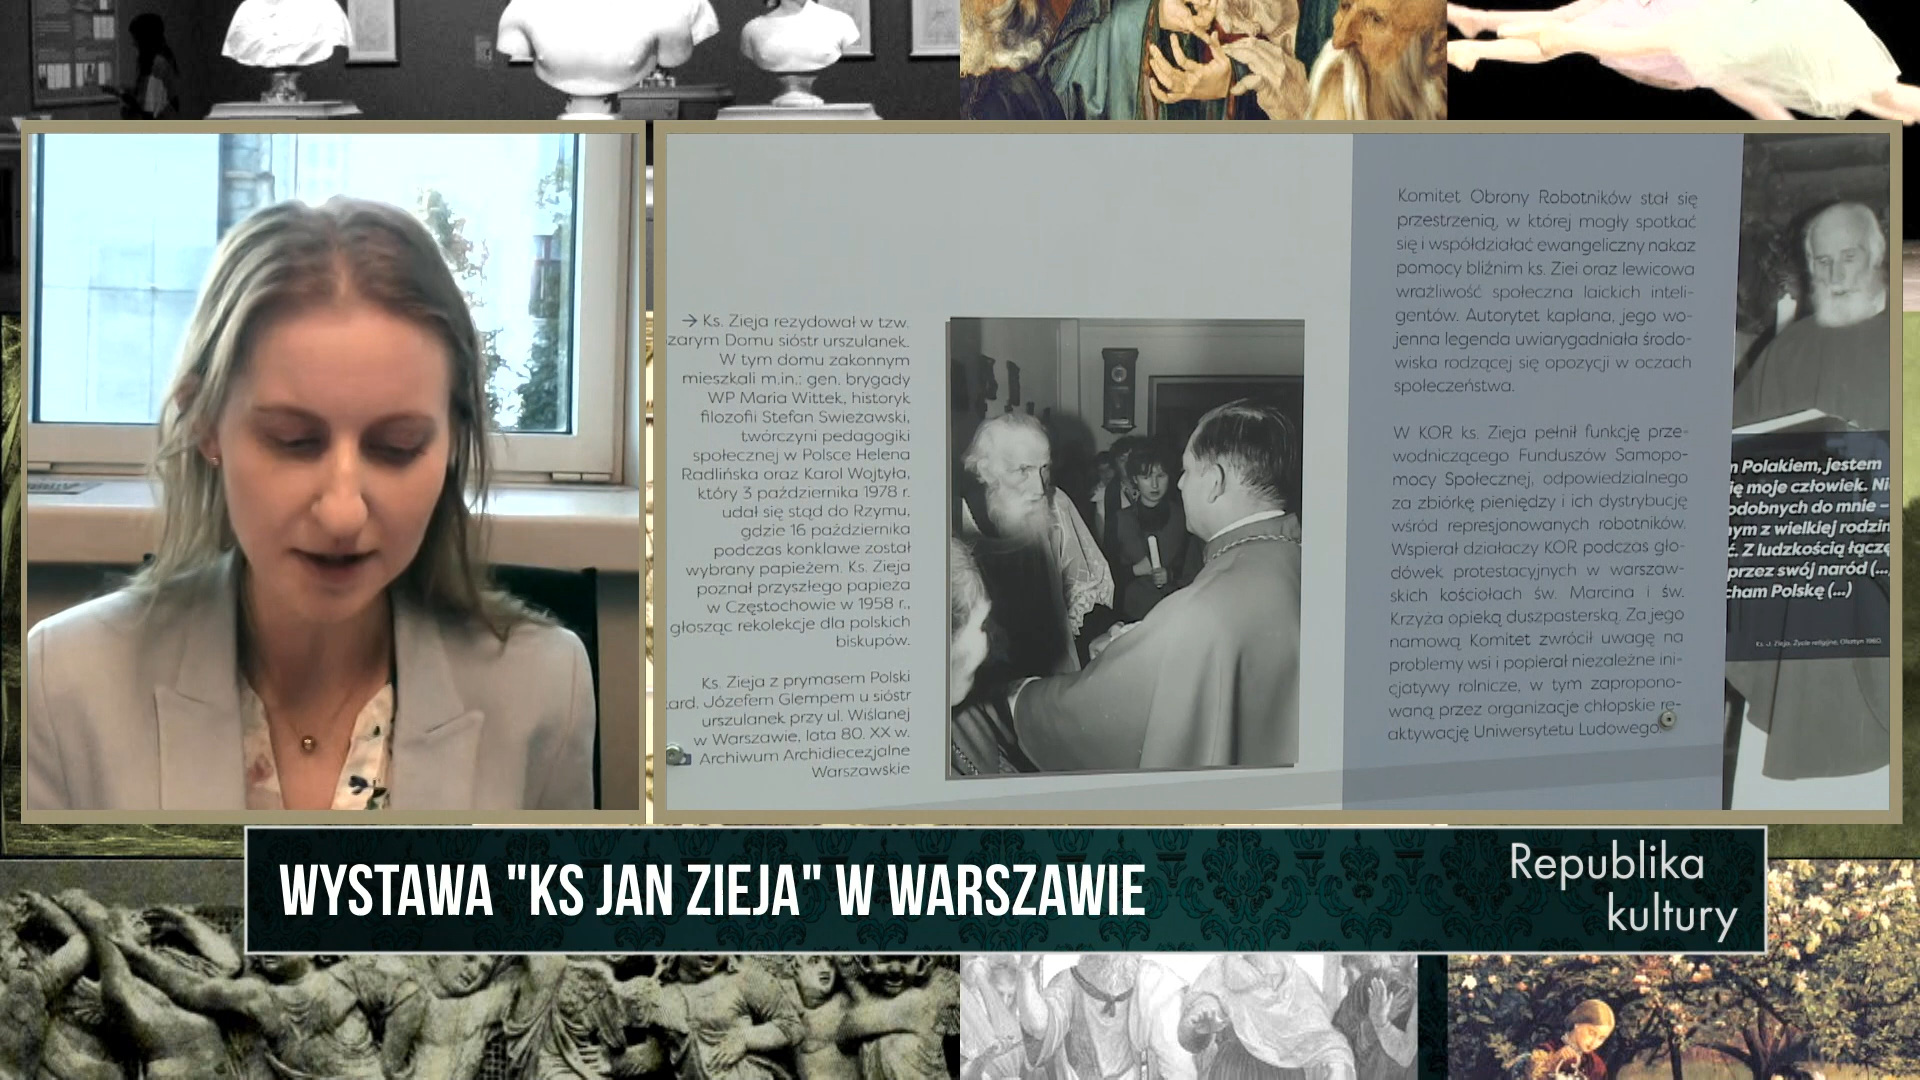 → Ks. Zieja rezydował w tzw.
zarym Domu sióstr urszulanek.
W tym domu zakonnym
mieszkali m.in.: gen. brygady
WP Maria Wittek, historyk
filozofii Stefan Swieżawski,
twórczyni pedagogiki
społecznej w Polsce Helena
Radlińska oraz Karol Wojtyła,
który 3 października 1978 r.
udał się stąd do Rzymu,
gdzie 16 października
podczas konklawe został
wybrany papieżem. Ks. Zieja
poznał przyszłego papieża
w Częstochowie w 1958 r.,
głosząc rekolekcje dla polskich
biskupów.
Ks. Zieja z prymasem Polski
kard. Józefem Glempem u sióstr
urszulanek przy ul. Wiślanej
w Warszawie, lata 80. XX w.
Archiwum Archidiecezjalne
Warszawskie
Komitet Obrony Robotników stał się
przestrzenią, w której mogły spotkać
się i współdziałać ewangeliczny nakaz
pomocy bliźnim ks. Ziei oraz lewicowa
wrażliwość społeczna laickich inteli-
gentów. Autorytet kapłana, jego wo-
jenna legenda uwiarygadniała środo-
wiska rodzącej się opozycji w oczach
społeczeństwa.
W KOR ks. Zieja pełnił funkcję prze-
wodniczącego Funduszów Samopo-
mocy Społecznej, odpowiedzialnego
za zbiórkę pieniędzy i ich dystrybucję
wśród represjonowanych robotników.
Wspierał działaczy KOR podczas gło-
dówek protestacyjnych w warszaw-
skich kościołach św. Marcina i św.
Krzyża opieką duszpasterską. Za jego
namową Komitet zwrócił uwagę na
problemy wsi i popierał niezależne ini-
cjatywy rolnicze, w tym zapropono-
waną przez organizacje chłopskie re-
aktywację Uniwersytetu Ludowego.
m Polakiem, jestem
ię moje człowiek. Ni
odobnych do mnie –
nym z wielkiej rodzin
ć. Z ludzkością łączę
przez swój naród (...
cham Polskę (...)
Ks. J. Zieja, Życie religijne, Olsztyn 1980.
WYSTAWA "KS JAN ZIEJA" W WARSZAWIE
Republika
kultury